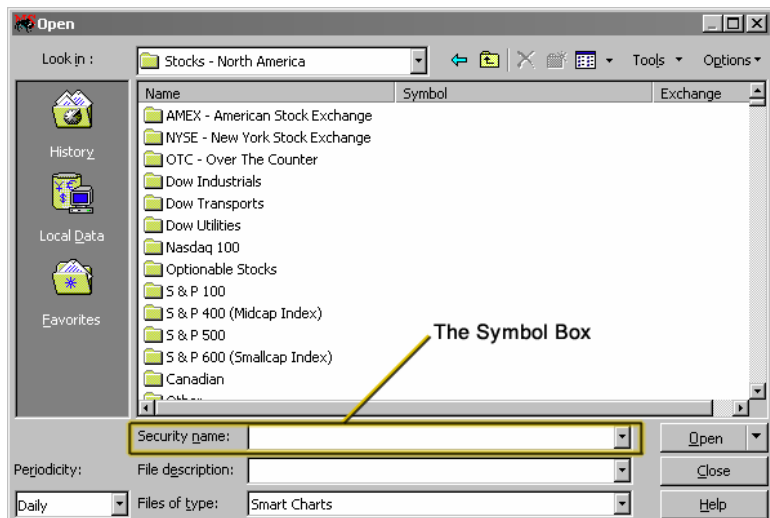 Open
Look in :
Stocks - North America
Tools
Options
Name
Symbol
Exchange
AMEX - American Stock Exchange
NYSE - New York Stock Exchange
OTC - Over The Counter
Dow Industrials
Dow Transports
Dow Utilities
Nasdaq 100
Optionable Stocks
S & P 100
S & P 400 (Midcap Index)
S & P 500
S & P 600 (Smallcap Index)
Canadian
Other
History
Local Data
Favorites
The Symbol Box
Security name:
Open
Periodicity:
File description:
Close
Daily
Files of type:
Smart Charts
Help